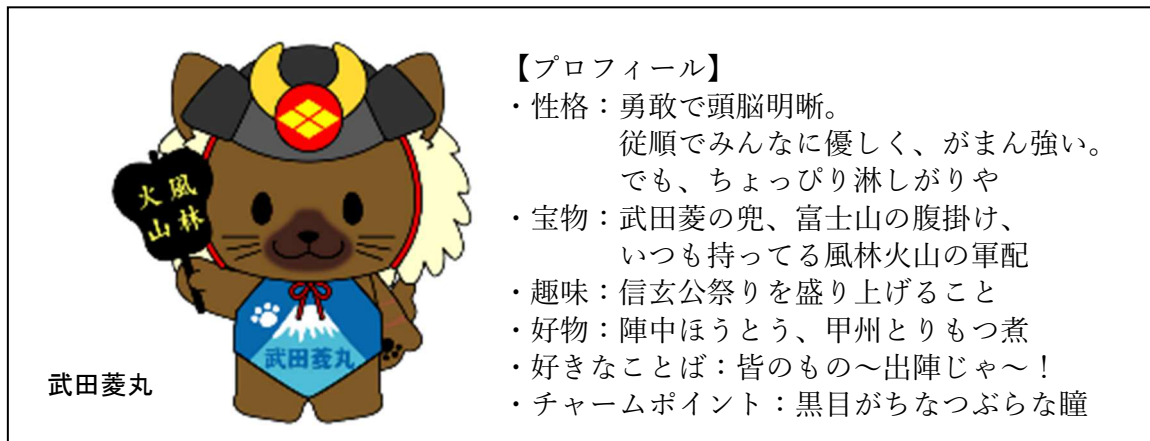 風林
火山
武田菱丸
武田菱丸
【プロフィール】
・性格：勇敢で頭脳明晰。
従順でみんなに優しく、がまん強い。
でも、ちょっぴり淋しがりや
・宝物：武田菱の兜、富士山の腹掛け、
いつも持ってる風林火山の軍配
・趣味：信玄公祭りを盛り上げること
・好物：陣中ほうとう、甲州とりもつ煮
・好きなことば：皆のもの～出陣じゃ～！
・チャームポイント：黒目がちなつぶらな瞳